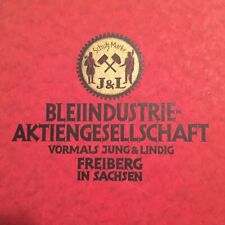 Schutz-Marke
J&L
BLEIINDUSTRIE-
AKTIENGESELLSCHAFT
VORMALS JUNG & LINDIG
FREIBERG
IN SACHSEN